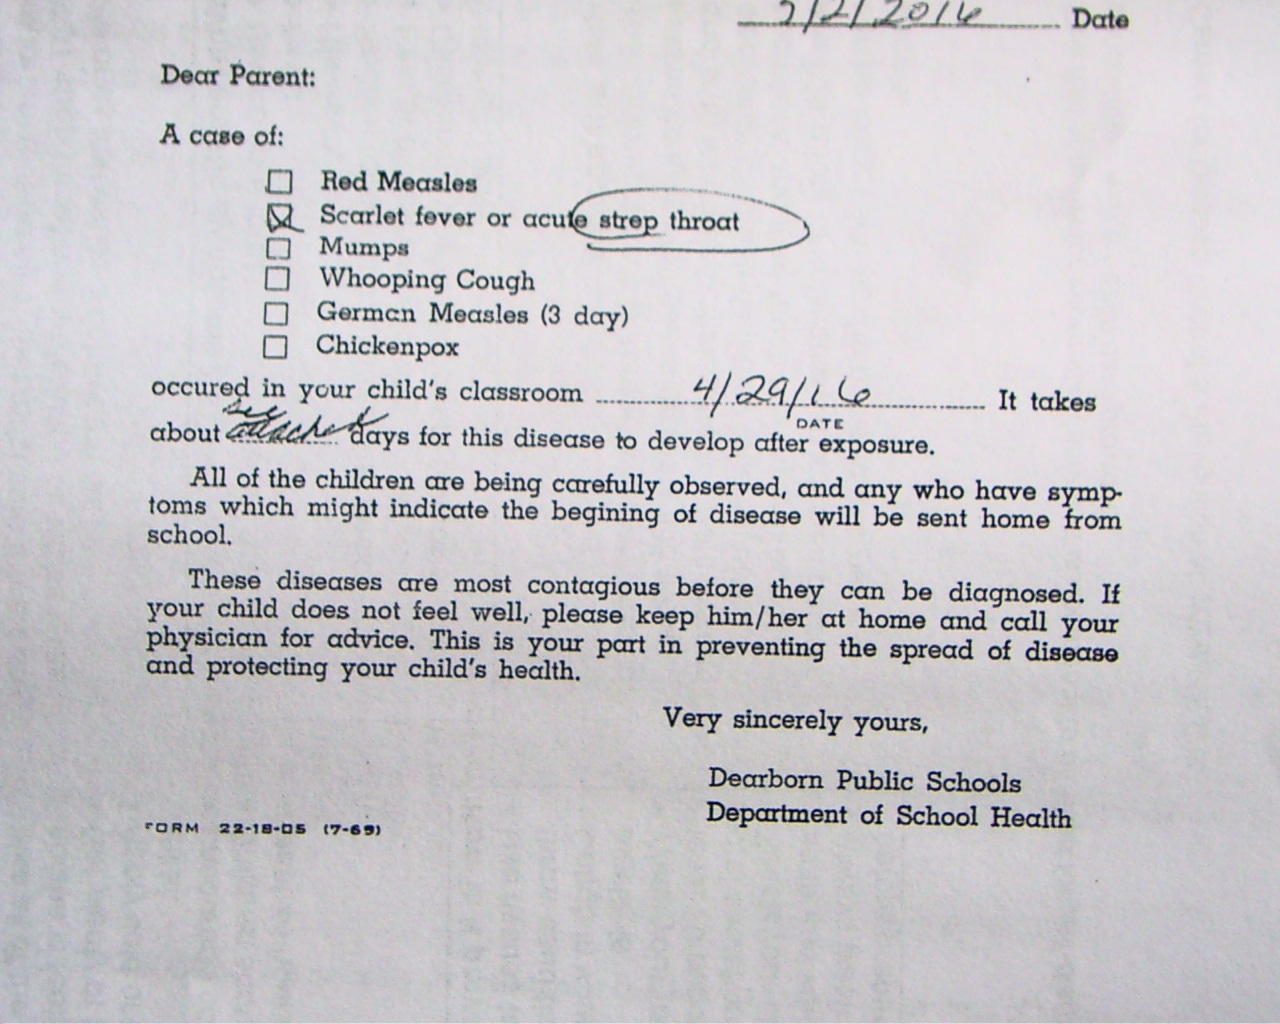 /2/2016 Date
Dear Parent:
A case of:
Red Measles
Scarlet fever or acute strep throat
Mumps
Whooping Cough
German Measles (3 day)
Chickenpox
occured in your child's classroom 4/29/16 It takes
DATE
about see attached days for this disease to develop after exposure.
All of the children are being carefully observed, and any who have symp-
toms which might indicate the begining of disease will be sent home from
school.
These diseases are most contagious before they can be diagnosed. If
your child does not feel well, please keep him/her at home and call your
physician for advice. This is your part in preventing the spread of disease
and protecting your child's health.
Very sincerely yours,
Dearborn Public Schools
Department of School Health
FORM 22-18-05 (7-69)